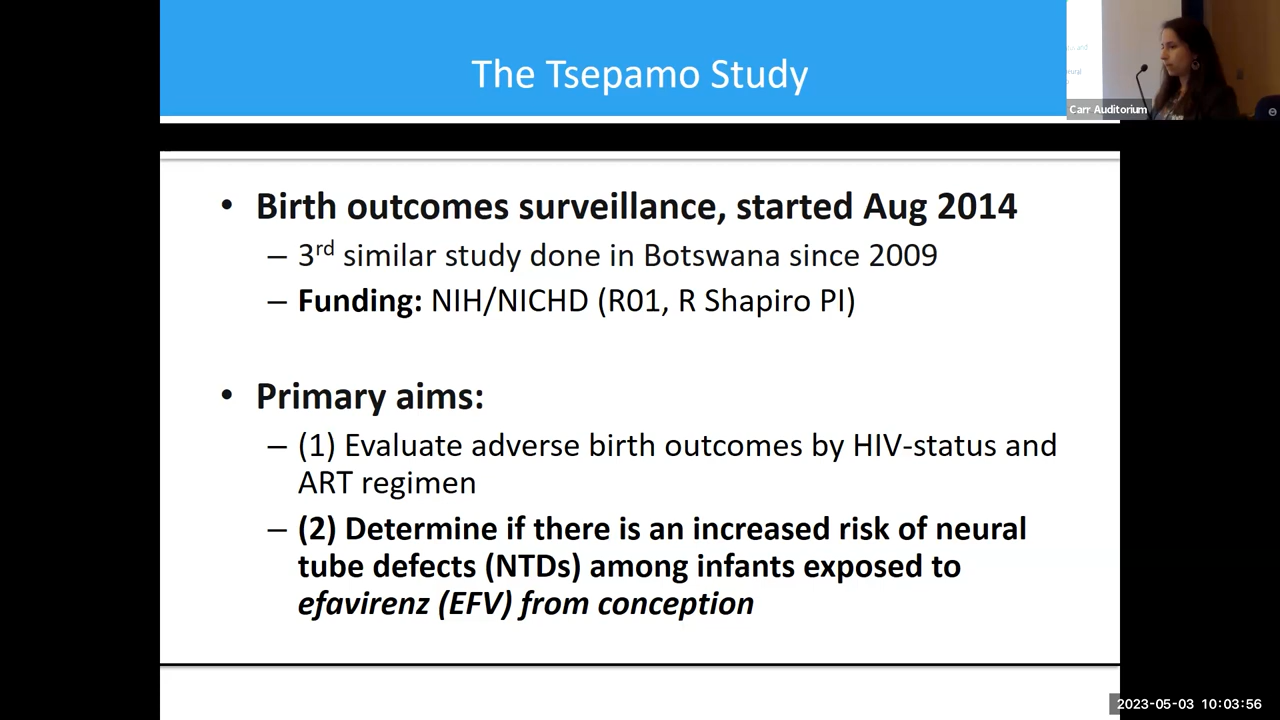 The Tsepamo Study
Carr Auditorium
• Birth outcomes surveillance, started Aug 2014
– 3rd similar study done in Botswana since 2009
– Funding: NIH/NICHD (R01, R Shapiro PI)
• Primary aims:
– (1) Evaluate adverse birth outcomes by HIV-status and
ART regimen
– (2) Determine if there is an increased risk of neural
tube defects (NTDs) among infants exposed to
efavirenz (EFV) from conception
2023-05-03 10:03:56